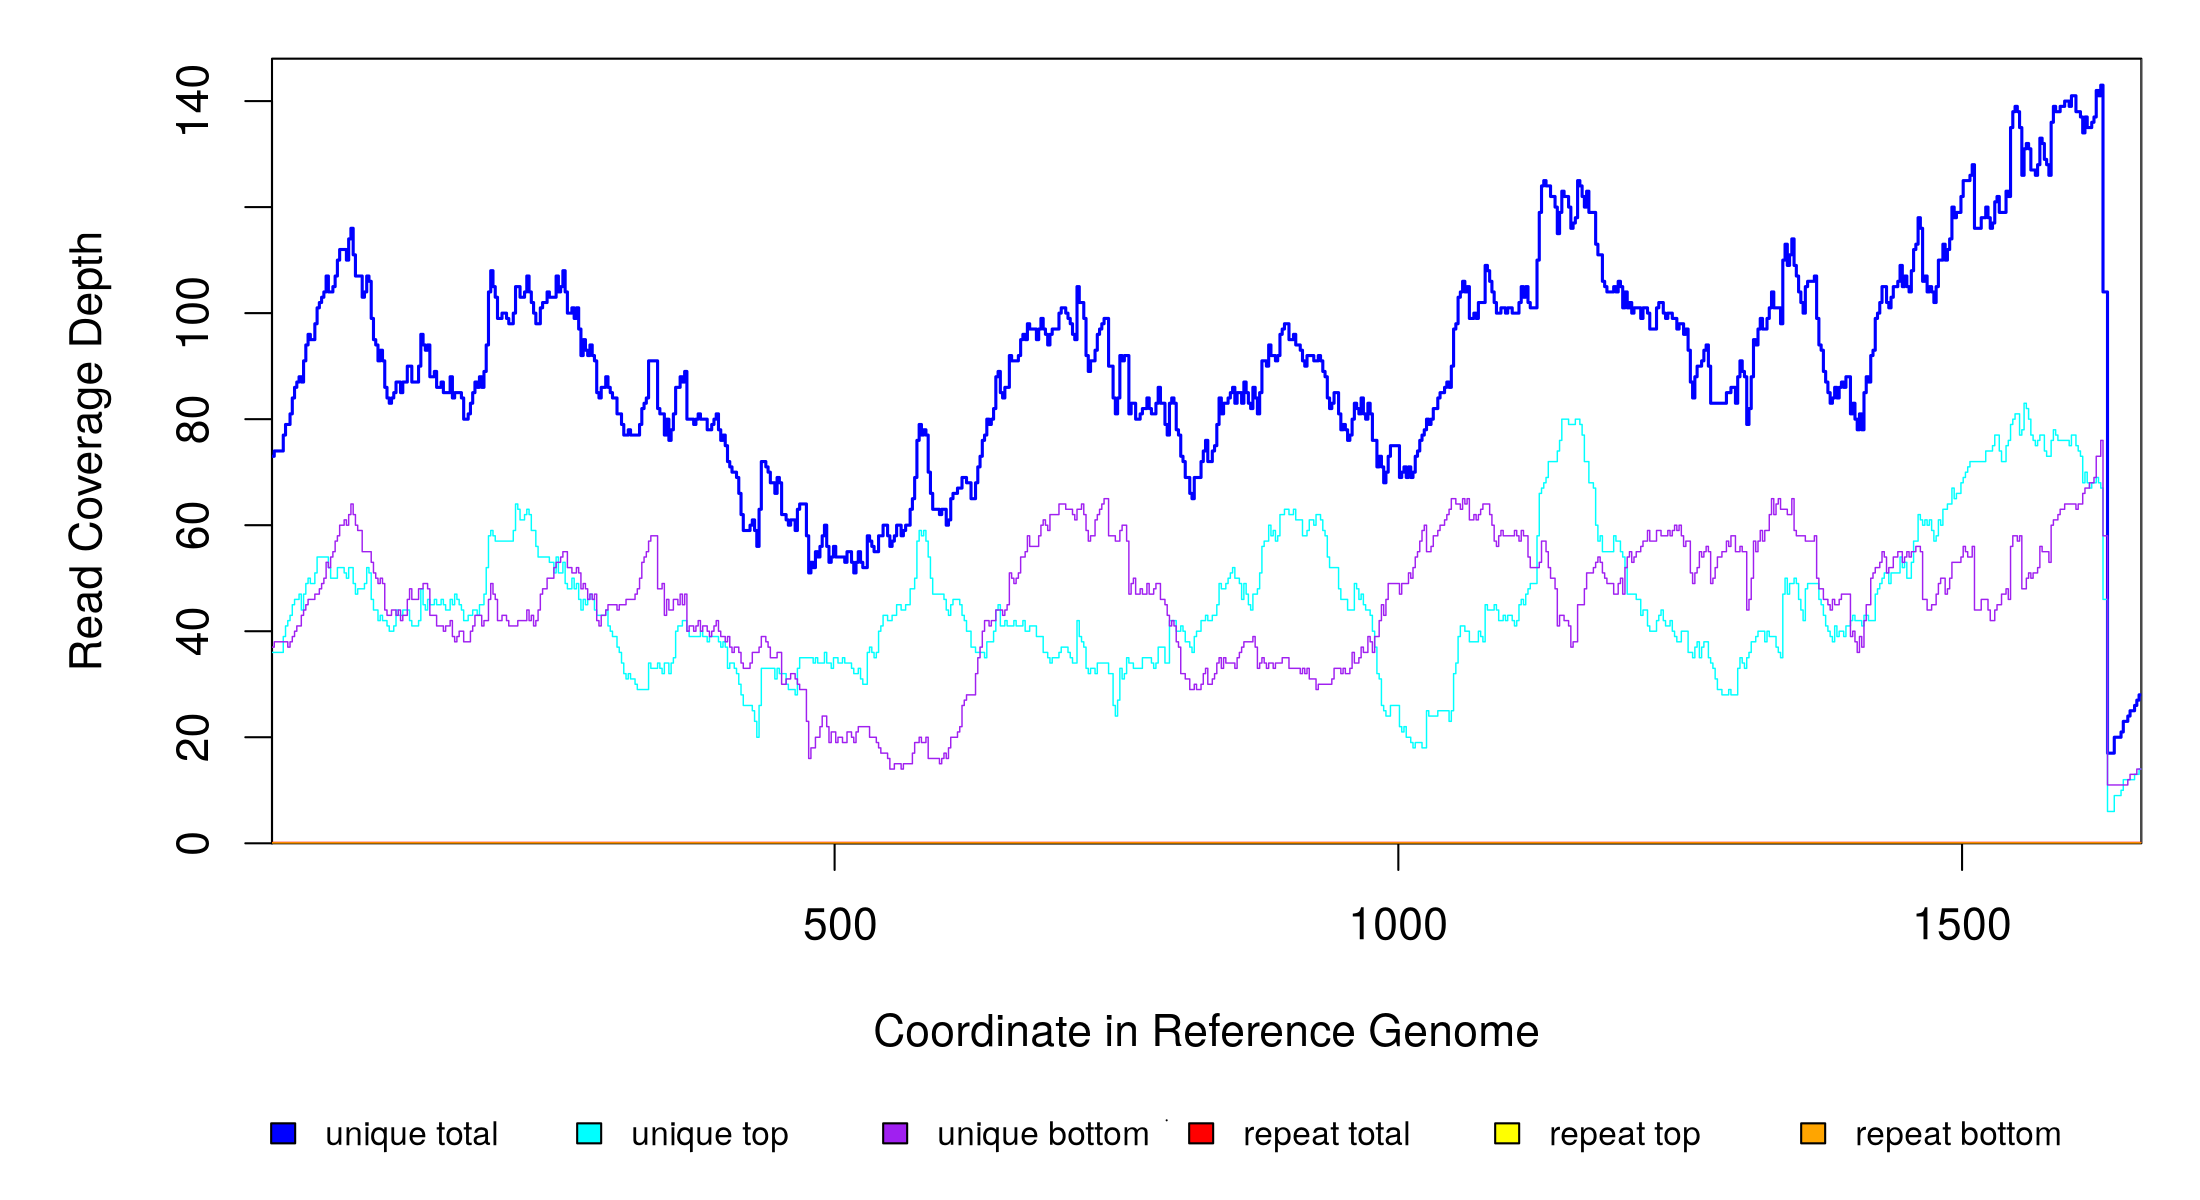 Read Coverage Depth
140
100
80
60
40
20
0
500 1000 1500
Coordinate in Reference Genome
unique total unique top unique bottom repeat total repeat top repeat bottom